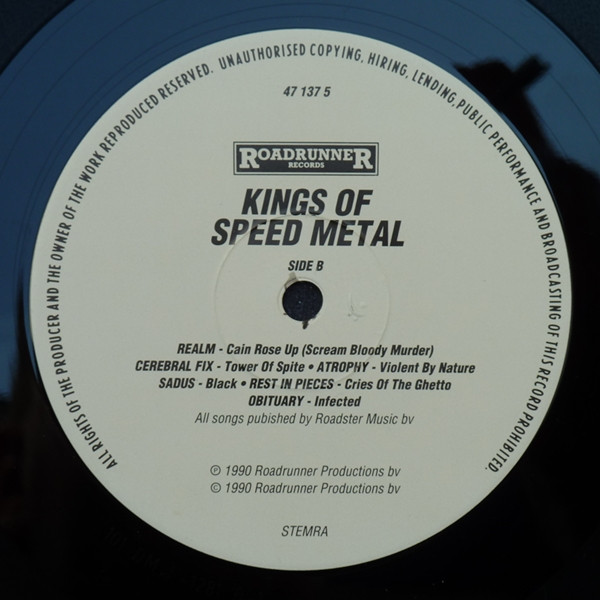 ALL RIGHTS OF THE PRODUCER AND THE OWNER OF THE WORK REPRODUCED RESERVED. UNAUTHORISED COPYING, HIRING, LENDING, PUBLIC PERFORMANCE AND BROADCASTING OF THIS RECORD PROHIBITED.
47 137 5
ROADRUNNER
RECORDS
KINGS OF
SPEED METAL
SIDE B
REALM - Cain Rose Up (Scream Bloody Murder)
CEREBRAL FIX - Tower Of Spite • ATROPHY - Violent By Nature
SADUS - Black • REST IN PIECES - Cries Of The Ghetto
OBITUARY - Infected
All songs pubished by Roadster Music bv
℗ 1990 Roadrunner Productions bv
© 1990 Roadrunner Productions bv
STEMRA